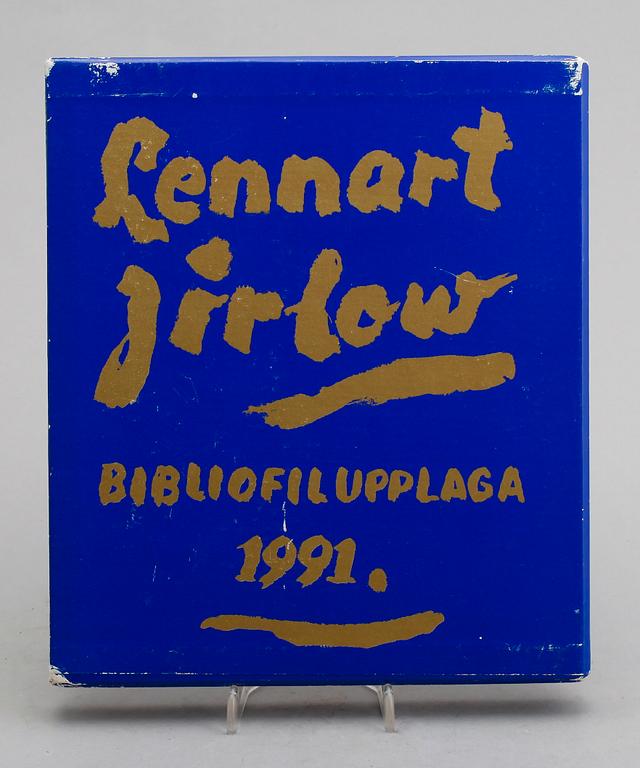 Lennart
Jirlow
BIBLIOFILUPPLAGA
1991.